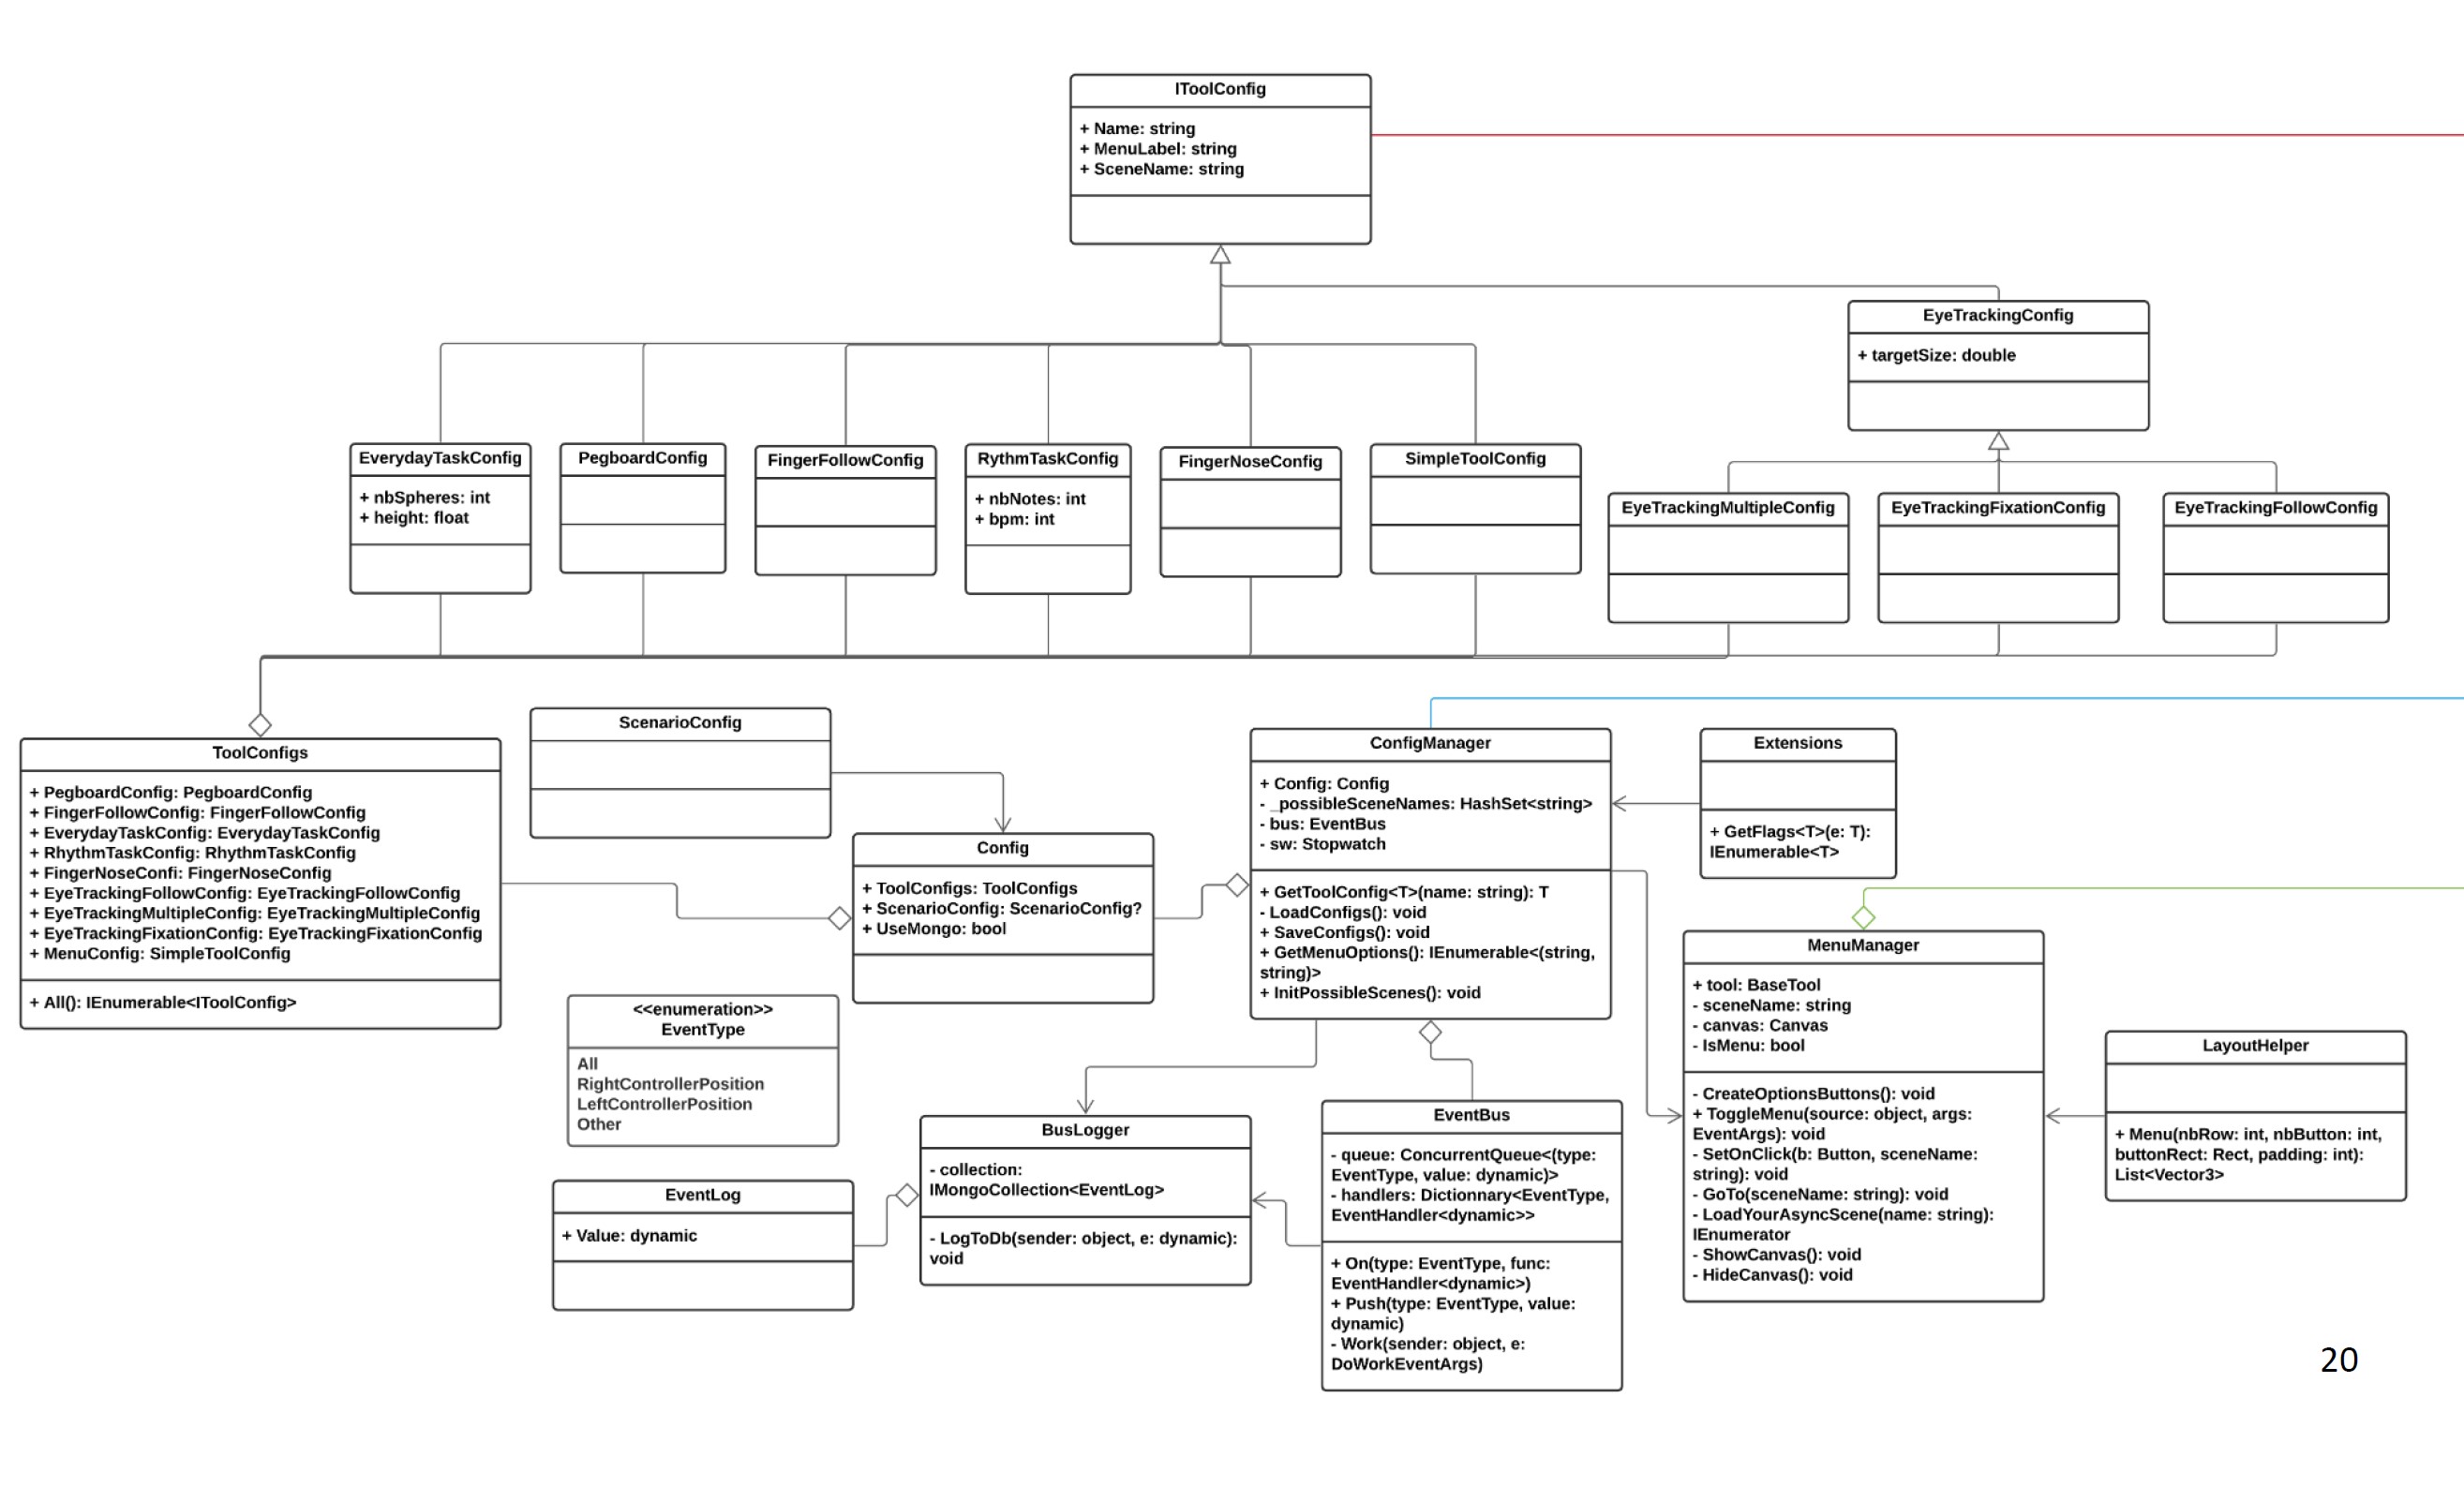 IToolConfig
+ Name: string
+ MenuLabel: string
+ SceneName: string
EyeTrackingConfig
+ targetSize: double
EverydayTaskConfig
+ nbSpheres: int
+ height: float
PegboardConfig
FingerFollowConfig
RythmTaskConfig
+ nbNotes: int
+ bpm: int
FingerNoseConfig
SimpleToolConfig
EyeTrackingMultipleConfig
EyeTrackingFixationConfig
EyeTrackingFollowConfig
ToolConfigs
+ PegboardConfig: PegboardConfig
+ FingerFollowConfig: FingerFollowConfig
+ EverydayTaskConfig: EverydayTaskConfig
+ RhythmTaskConfig: RhythmTaskConfig
+ FingerNoseConfi: FingerNoseConfig
+ EyeTrackingFollowConfig: EyeTrackingFollowConfig
+ EyeTrackingMultipleConfig: EyeTrackingMultipleConfig
+ EyeTrackingFixationConfig: EyeTrackingFixationConfig
+ MenuConfig: SimpleToolConfig
+ All(): IEnumerable<IToolConfig>
ScenarioConfig
Config
+ ToolConfigs: ToolConfigs
+ ScenarioConfig: ScenarioConfig?
+ UseMongo: bool
ConfigManager
+ Config: Config
- _possibleSceneNames: HashSet<string>
- bus: EventBus
- sw: Stopwatch
+ GetToolConfig<T>(name: string): T
- LoadConfigs(): void
+ SaveConfigs(): void
+ GetMenuOptions(): IEnumerable<(string,
string)>
+ InitPossibleScenes(): void
Extensions
+ GetFlags<T>(e: T):
IEnumerable<T>
MenuManager
+ tool: BaseTool
- sceneName: string
- canvas: Canvas
- IsMenu: bool
- CreateOptionsButtons(): void
+ ToggleMenu(source: object, args:
EventArgs): void
- SetOnClick(b: Button, sceneName:
string): void
- GoTo(sceneName: string): void
- LoadYourAsyncScene(name: string):
IEnumerator
- ShowCanvas(): void
- HideCanvas(): void
LayoutHelper
+ Menu(nbRow: int, nbButton: int,
buttonRect: Rect, padding: int):
List<Vector3>
<<enumeration>>
EventType
All
RightControllerPosition
LeftControllerPosition
Other
EventLog
+ Value: dynamic
BusLogger
- collection:
IMongoCollection<EventLog>
- LogToDb(sender: object, e: dynamic):
void
EventBus
- queue: ConcurrentQueue<(type:
EventType, value: dynamic)>
- handlers: Dictionnary<EventType,
EventHandler<dynamic>>
+ On(type: EventType, func:
EventHandler<dynamic>)
+ Push(type: EventType, value:
dynamic)
- Work(sender: object, e:
DoWorkEventArgs)
20